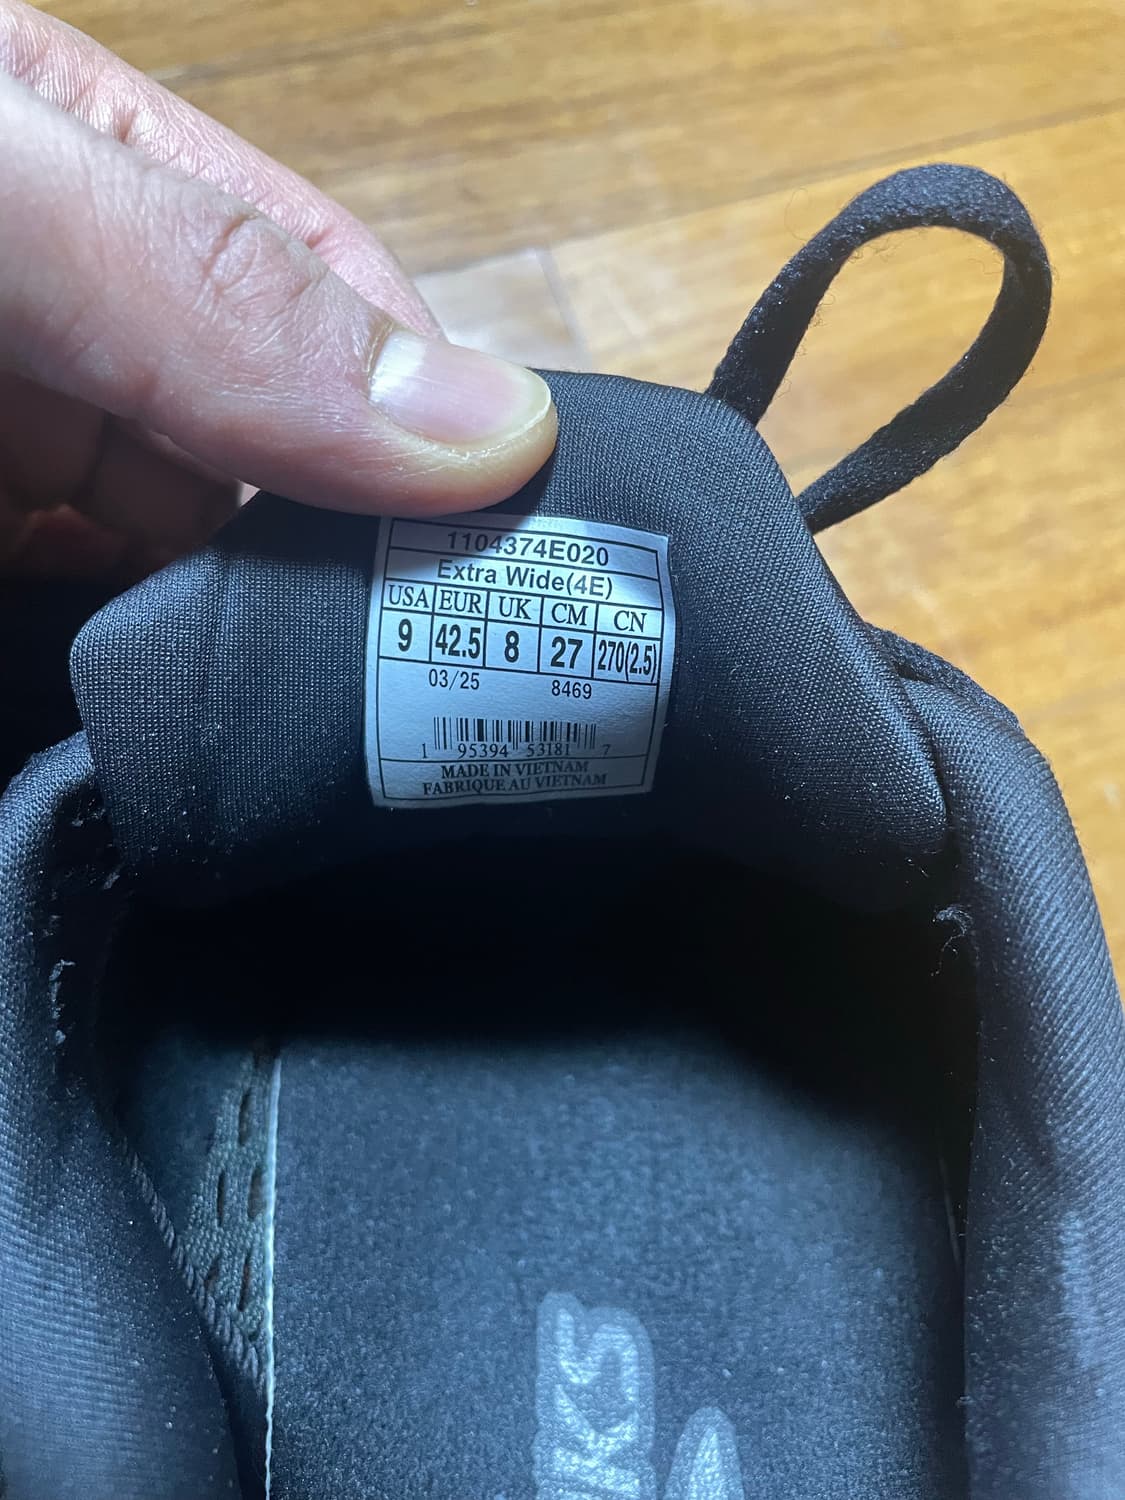 1104374E020
Extra Wide(4E)
USA EUR UK CM CN
9 42.5 8 27 270(2.5)
03/25 8469
1 95394 53181 7
MADE IN VIETNAM
FABRIQUE AU VIETNAM